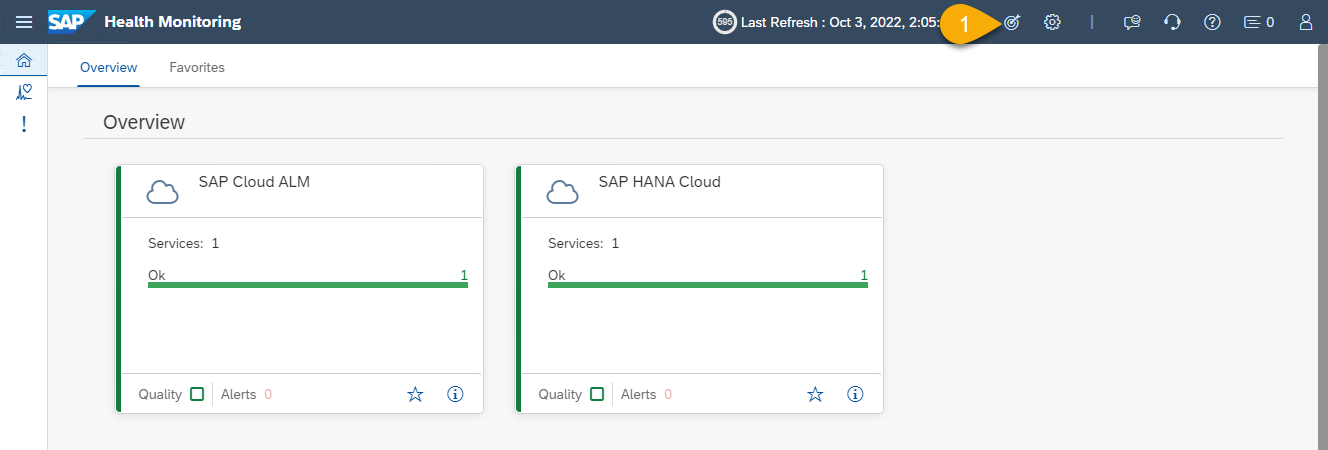 SAP Health Monitoring 595 Last Refresh : Oct 3, 2022, 2:05: 1 0
Overview Favorites
Overview
SAP Cloud ALM
Services: 1
Ok 1
Quality Alerts 0
SAP HANA Cloud
Services: 1
Ok 1
Quality Alerts 0